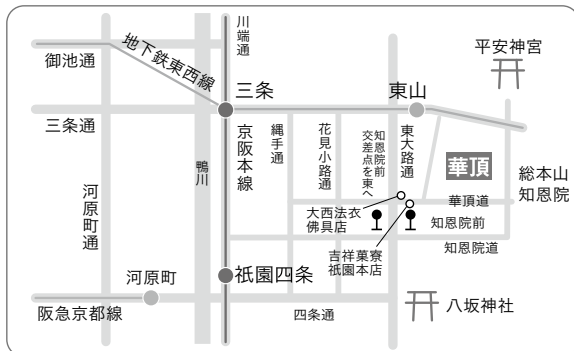 川端通
平安神宮
御池通
地下鉄東西線
三条
東山
三条通
鴨川
京阪本線
縄手通
花見小路通
知恩院前
交差点を東へ
東大路通
華頂
総本山
知恩院
河原町通
大西法衣
佛具店
華頂道
知恩院前
吉祥菓寮
祇園本店
知恩院道
河原町
祇園四条
阪急京都線
四条通
八坂神社